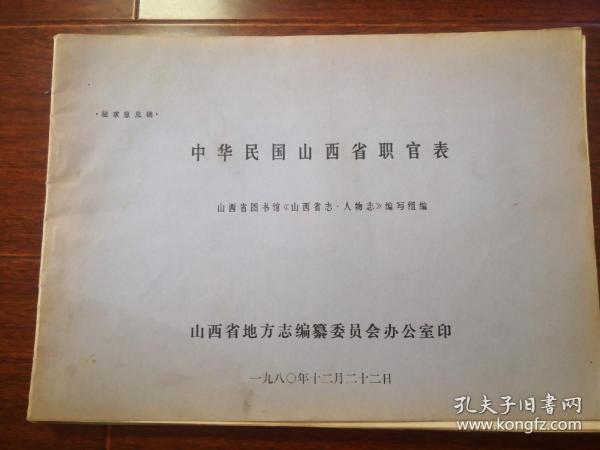 ·征求意见稿·
中华民国山西省职官表
山西省图书馆《山西省志·人物志》编写组编
山西省地方志编纂委员会办公室印
一九八〇年十二月二十二日
孔夫子旧书网
www.kongfz.com